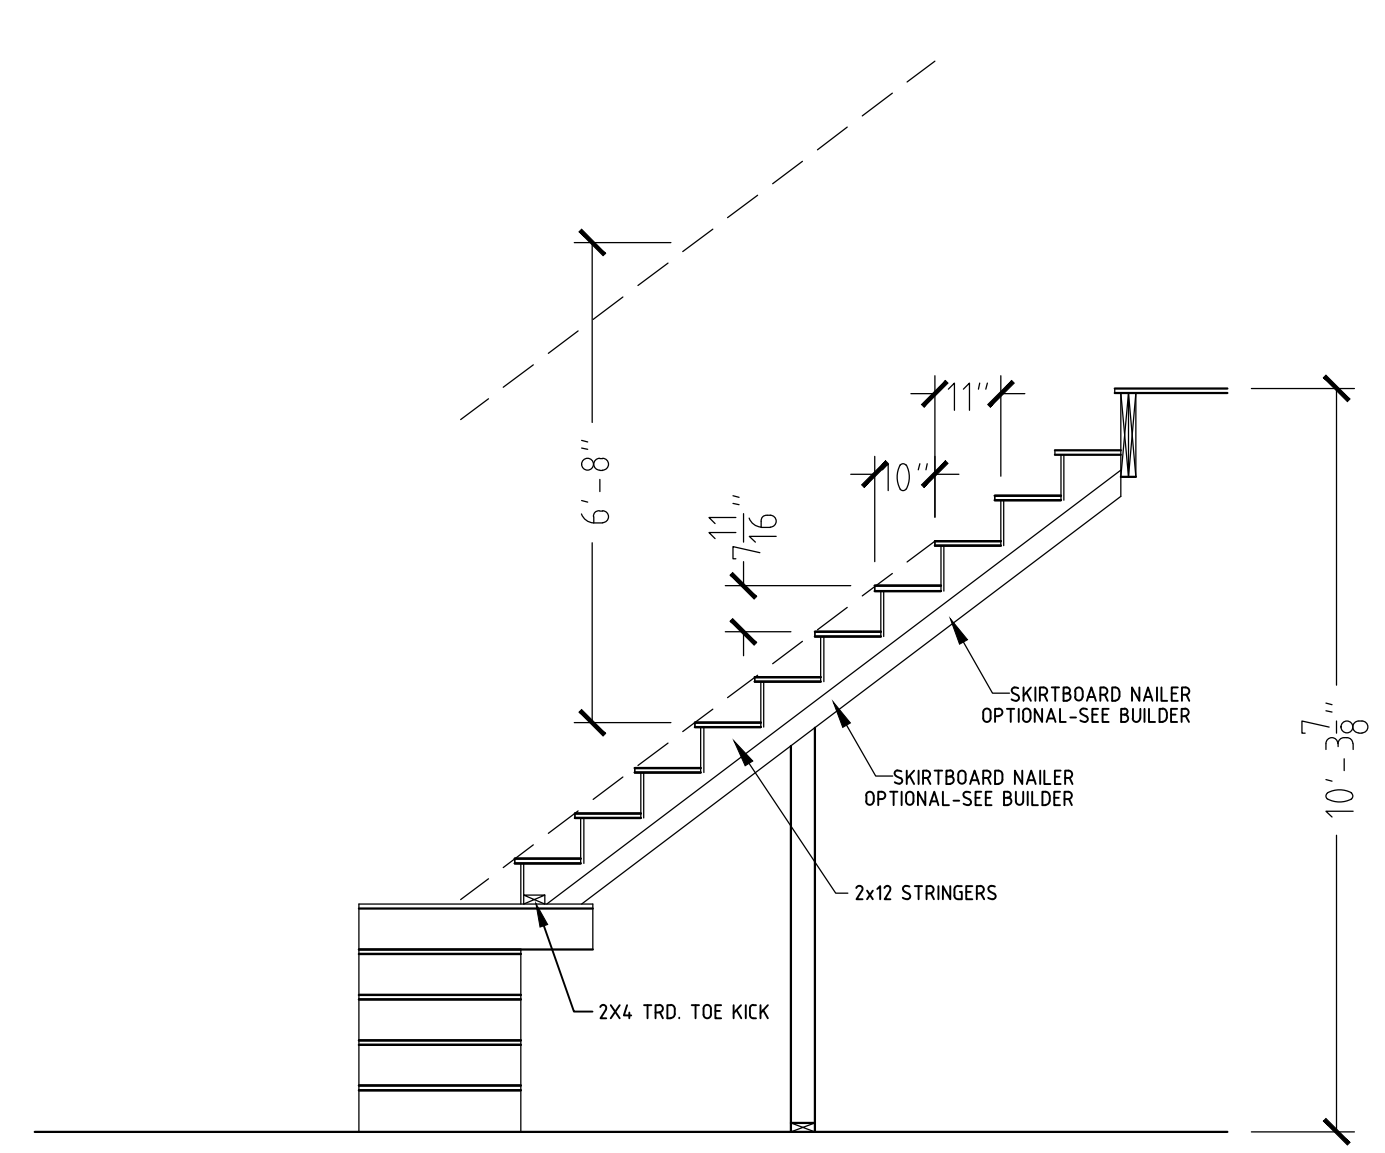 11"
10"
6'-8"
7 11/16"
SKIRTBOARD NAILER
OPTIONAL-SEE BUILDER
10'-3 7/8"
SKIRTBOARD NAILER
OPTIONAL-SEE BUILDER
2x12 STRINGERS
2X4 TRD. TOE KICK